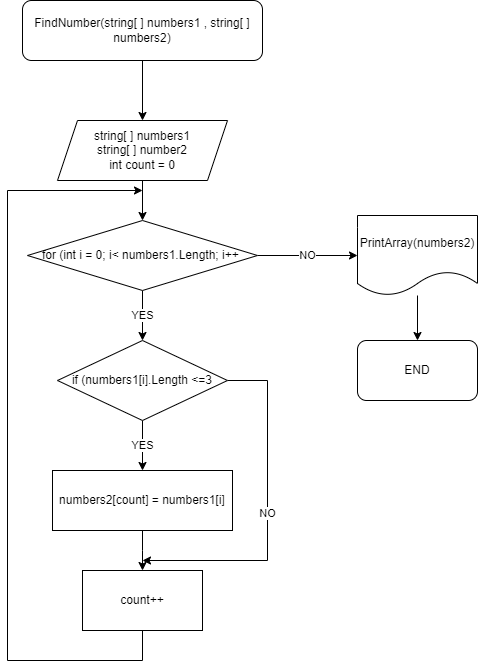 FindNumber(string[ ] numbers1 , string[ ]
numbers2)
string[ ] numbers1
string[ ] number2
int count = 0
for (int i = 0; i< numbers1.Length; i++
NO
PrintArray(numbers2)
YES
END
if (numbers1[i].Length <=3
YES
numbers2[count] = numbers1[i]
NO
count++